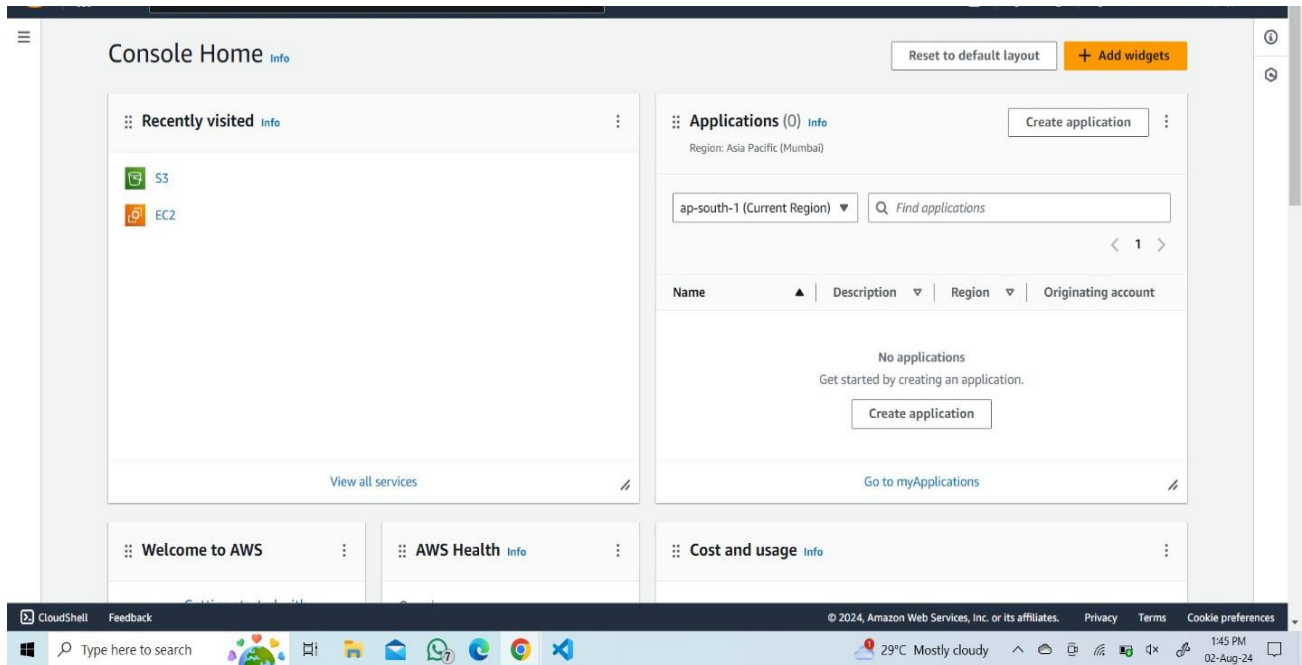 Console Home Info
Reset to default layout
+ Add widgets
Recently visited Info
S3
EC2
View all services
Applications (0) Info
Create application
Region: Asia Pacific (Mumbai)
ap-south-1 (Current Region)
Find applications
1
Name Description Region Originating account
No applications
Get started by creating an application.
Create application
Go to myApplications
Welcome to AWS
AWS Health Info
Cost and usage Info
CloudShell Feedback
© 2024, Amazon Web Services, Inc. or its affiliates. Privacy Terms Cookie preferences
Type here to search
7
29°C Mostly cloudy
1:45 PM
02-Aug-24